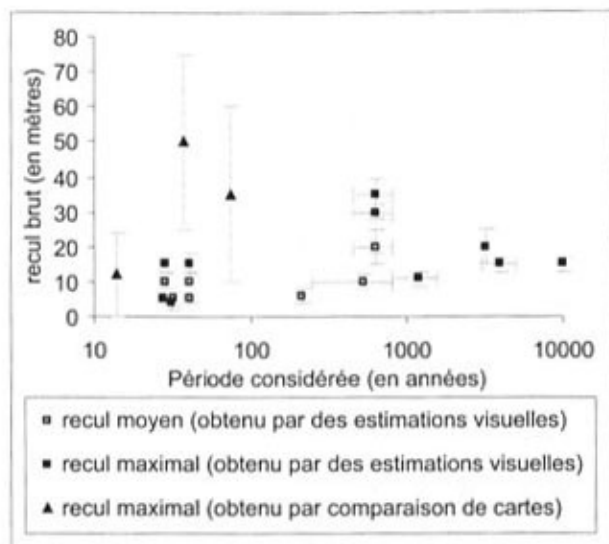 80
70
60
50
40
30
20
10
0
recul brut (en mètres)
10 100 1000 10000
Période considérée (en années)
recul moyen (obtenu par des estimations visuelles)
recul maximal (obtenu par des estimations visuelles)
recul maximal (obtenu par comparaison de cartes)